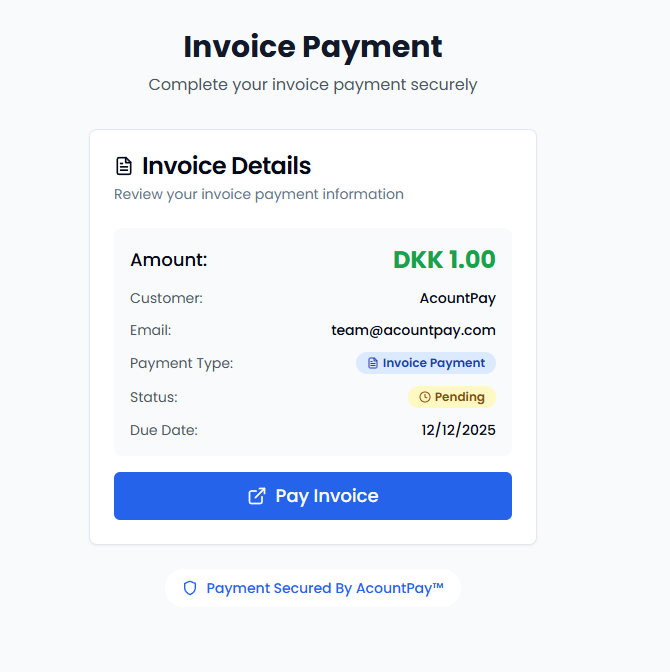 Invoice Payment
Complete your invoice payment securely
Invoice Details
Review your invoice payment information
Amount: DKK 1.00
Customer: AcountPay
Email: team@acountpay.com
Payment Type: Invoice Payment
Status: Pending
Due Date: 12/12/2025
Pay Invoice
Payment Secured By AcountPay™